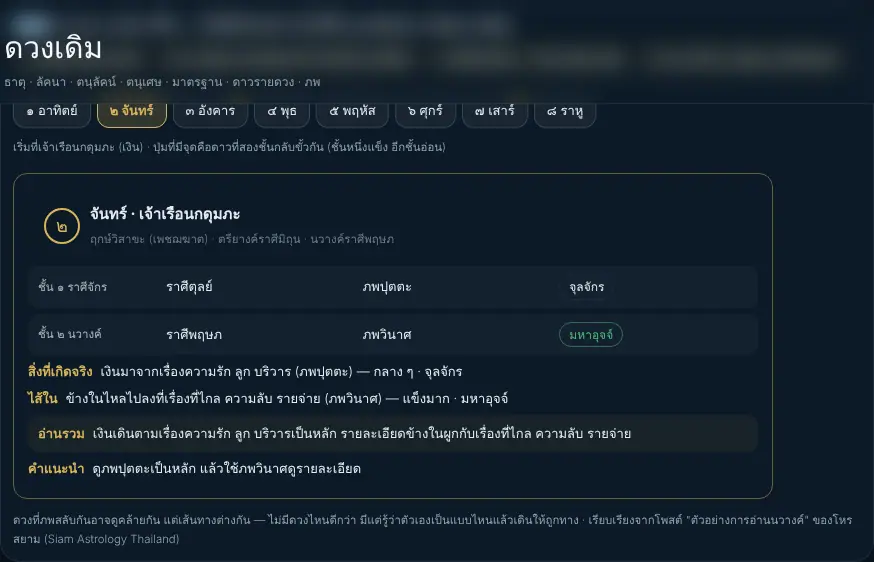 ดวงเดิม
ธาตุ · ลัคนา · ตนุลัคน์ · ตนุเศษ · มาตรฐาน · ดาวรายดวง · ภพ
๑ อาทิตย์ ๒ จันทร์ ๓ อังคาร ๔ พุธ ๕ พฤหัส ๖ ศุกร์ ๗ เสาร์ ๘ ราหู
เริ่มที่เจ้าเรือนกดุมภะ (เงิน) · ปุ่มที่มีจุดคือดาวที่สองชั้นกลับขั้วกัน (ชั้นหนึ่งแข็ง อีกชั้นอ่อน)
๒ จันทร์ · เจ้าเรือนกดุมภะ
ฤกษ์วิสาขะ (เพชฌฆาต) · ตรียางค์ราศีมิถุน · นวางค์ราศีพฤษภ
ชั้น ๑ ราศีจักร ราศีตุลย์ ภพปุตตะ จุลจักร
ชั้น ๒ นวางค์ ราศีพฤษภ ภพวินาศ มหาอุจจ์
สิ่งที่เกิดจริง เงินมาจากเรื่องความรัก ลูก บริวาร (ภพปุตตะ) — กลาง ๆ · จุลจักร
ไส้ใน ข้างในไหลไปลงที่เรื่องที่ไกล ความลับ รายจ่าย (ภพวินาศ) — แข็งมาก · มหาอุจจ์
อ่านรวม เงินเดินตามเรื่องความรัก ลูก บริวารเป็นหลัก รายละเอียดข้างในผูกกับเรื่องที่ไกล ความลับ รายจ่าย
คำแนะนำ ดูภพปุตตะเป็นหลัก แล้วใช้ภพวินาศดูรายละเอียด
ดวงที่ภพสลับกันอาจดูคล้ายกัน แต่เส้นทางต่างกัน — ไม่มีดวงไหนดีกว่า มีแต่รู้ว่าตัวเองเป็นแบบไหนแล้วเดินให้ถูกทาง · เรียบเรียงจากโพสต์ "ตัวอย่างการอ่านนวางค์" ของโหร
สยาม (Siam Astrology Thailand)